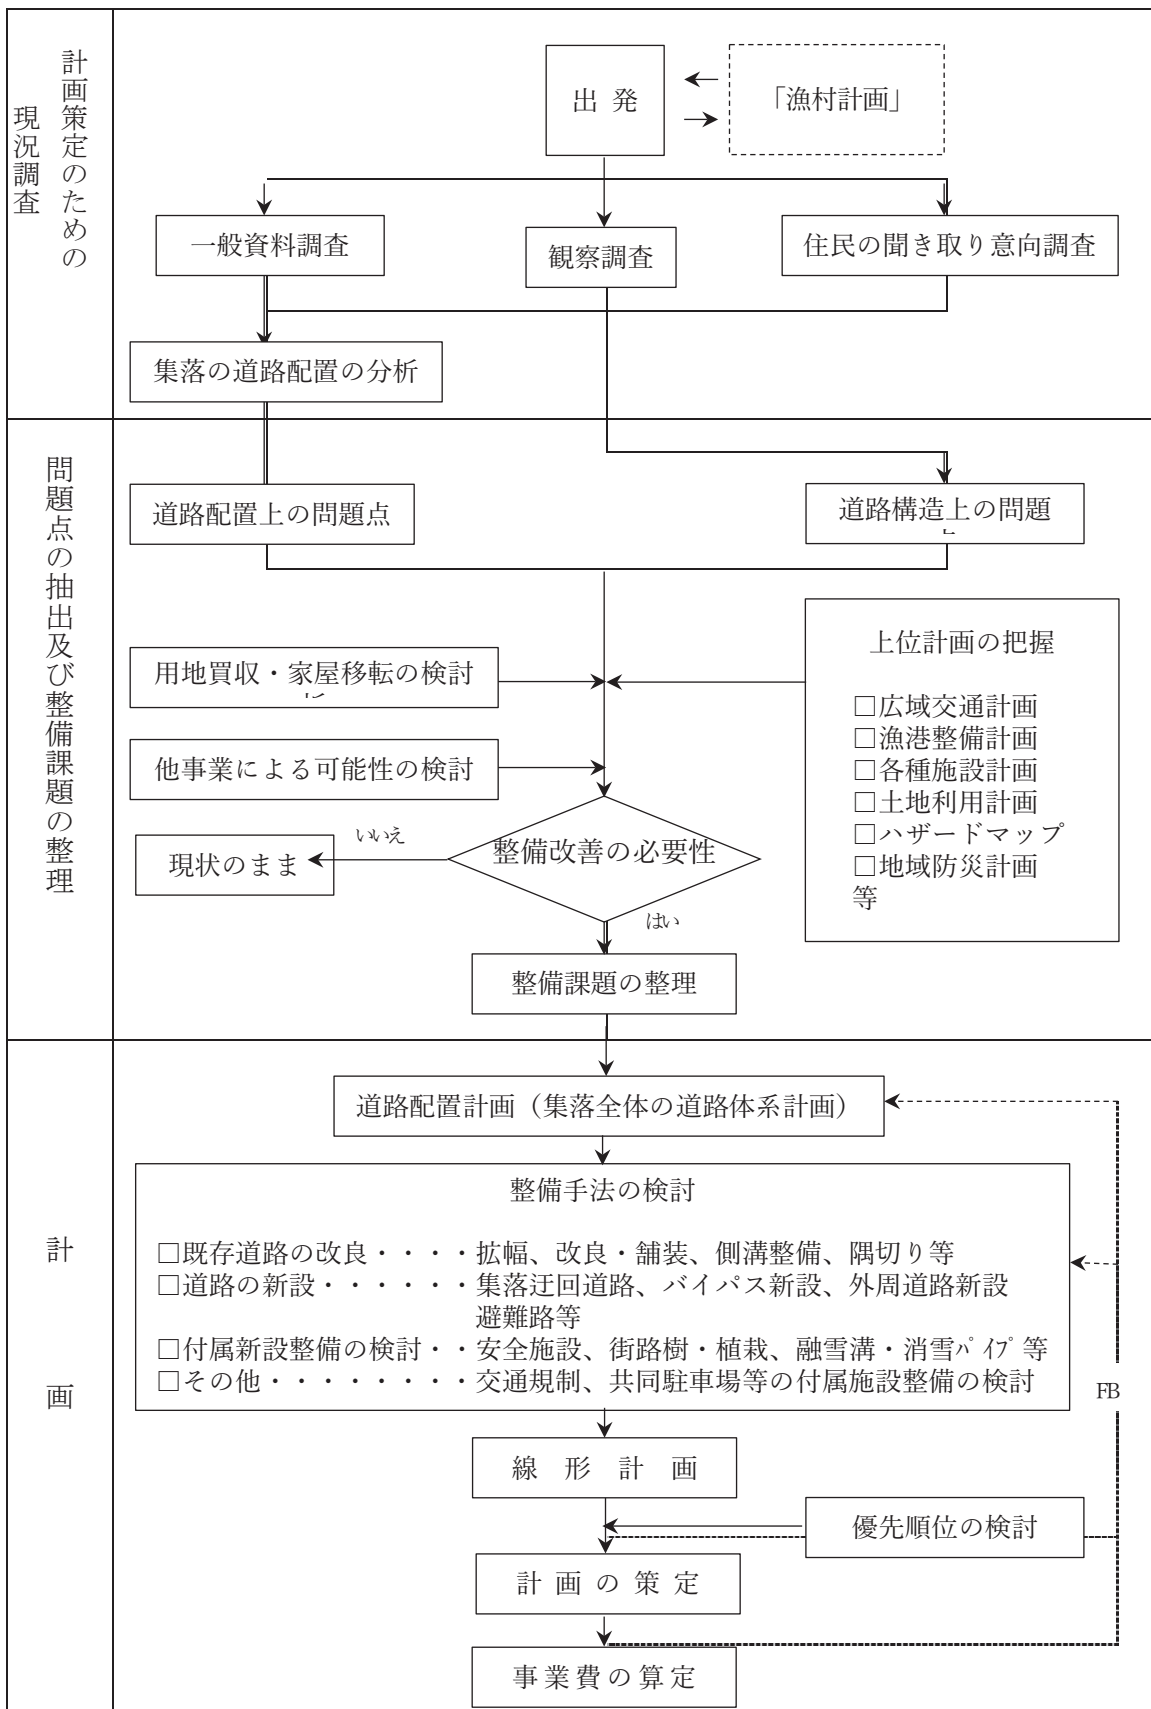 計画策定のための
現況調査
出 発
「漁村計画」
一般資料調査
観察調査
住民の聞き取り意向調査
集落の道路配置の分析
問題点の抽出及び整備課題の整理
道路配置上の問題点
道路構造上の問題
上位計画の把握
□広域交通計画
□漁港整備計画
□各種施設計画
□土地利用計画
□ハザードマップ
□地域防災計画
等
用地買収・家屋移転の検討
他事業による可能性の検討
整備改善の必要性
いいえ
現状のまま
はい
整備課題の整理
計 画
道路配置計画（集落全体の道路体系計画）
整備手法の検討
□既存道路の改良・・・・拡幅、改良・舗装、側溝整備、隅切り等
□道路の新設・・・・・・集落迂回道路、バイパス新設、外周道路新設
避難路等
□付属新設整備の検討・・安全施設、街路樹・植栽、融雪溝・消雪ﾊﾟｲﾌﾟ等
□その他・・・・・・・・交通規制、共同駐車場等の付属施設整備の検討
FB
線 形 計 画
優先順位の検討
計 画 の 策 定
事業費の算定